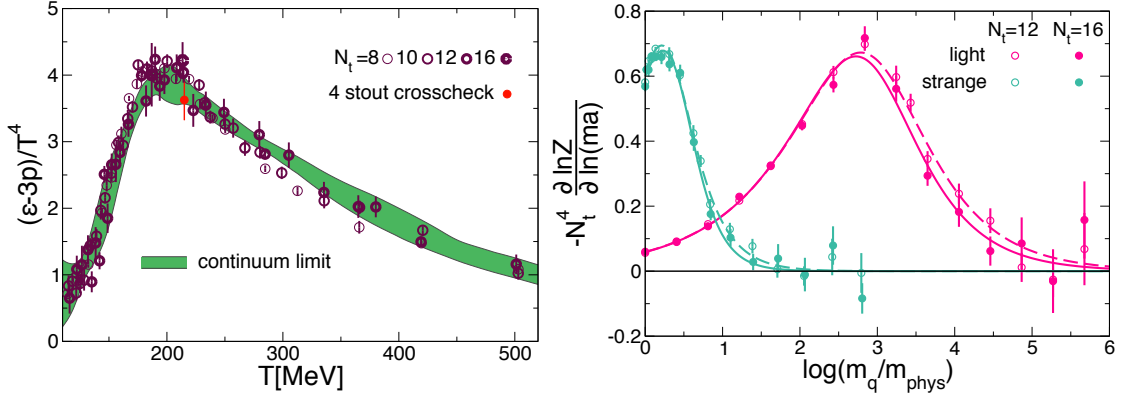 (ε-3p)/T⁴
5
4
3
2
1
0
N_t=8 10 12 16
4 stout crosscheck
continuum limit
200 300 400 500
T[MeV]
-N_t⁴ ∂ lnZ / ∂ ln(ma)
0.8
0.6
0.4
0.2
0
-0.2
N_t=12 N_t=16
light
strange
0 1 2 3 4 5 6
log(m_q/m_phys)